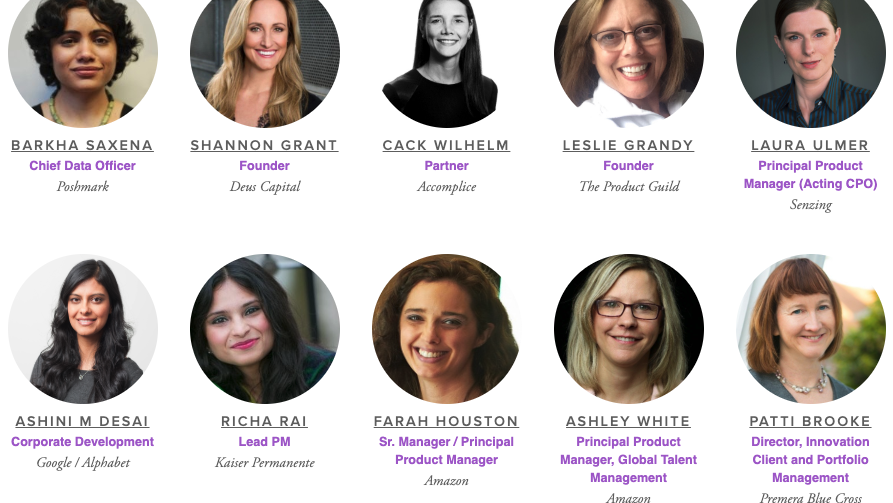 BARKHA SAXENA
Chief Data Officer
Poshmark
SHANNON GRANT
Founder
Deus Capital
CACK WILHELM
Partner
Accomplice
LESLIE GRANDY
Founder
The Product Guild
LAURA ULMER
Principal Product
Manager (Acting CPO)
Senzing
ASHINI M DESAI
Corporate Development
Google / Alphabet
RICHA RAI
Lead PM
Kaiser Permanente
FARAH HOUSTON
Sr. Manager / Principal
Product Manager
Amazon
ASHLEY WHITE
Principal Product
Manager, Global Talent
Management
Amazon
PATTI BROOKE
Director, Innovation
Client and Portfolio
Management
Premera Blue Cross